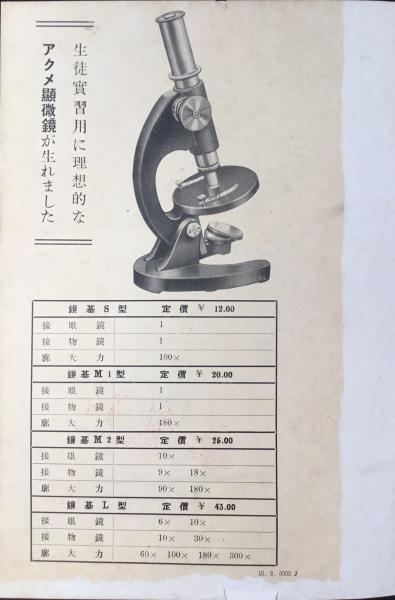 生徒實習用に理想的な
アクメ顯微鏡が生れました
鏡基S型 定價 ¥ 12.00
接眼鏡 1
接物鏡 1
廓大力 100×
鏡基M1型 定價 ¥ 20.00
接眼鏡 1
接物鏡 1
廓大力 180×
鏡基M2型 定價 ¥ 25.00
接眼鏡 10×
接物鏡 9× 18×
廓大力 90× 180×
鏡基L型 定價 ¥ 43.00
接眼鏡 6× 10×
接物鏡 10× 30×
廓大力 60× 100× 180× 300×
10. 8. 8000 J